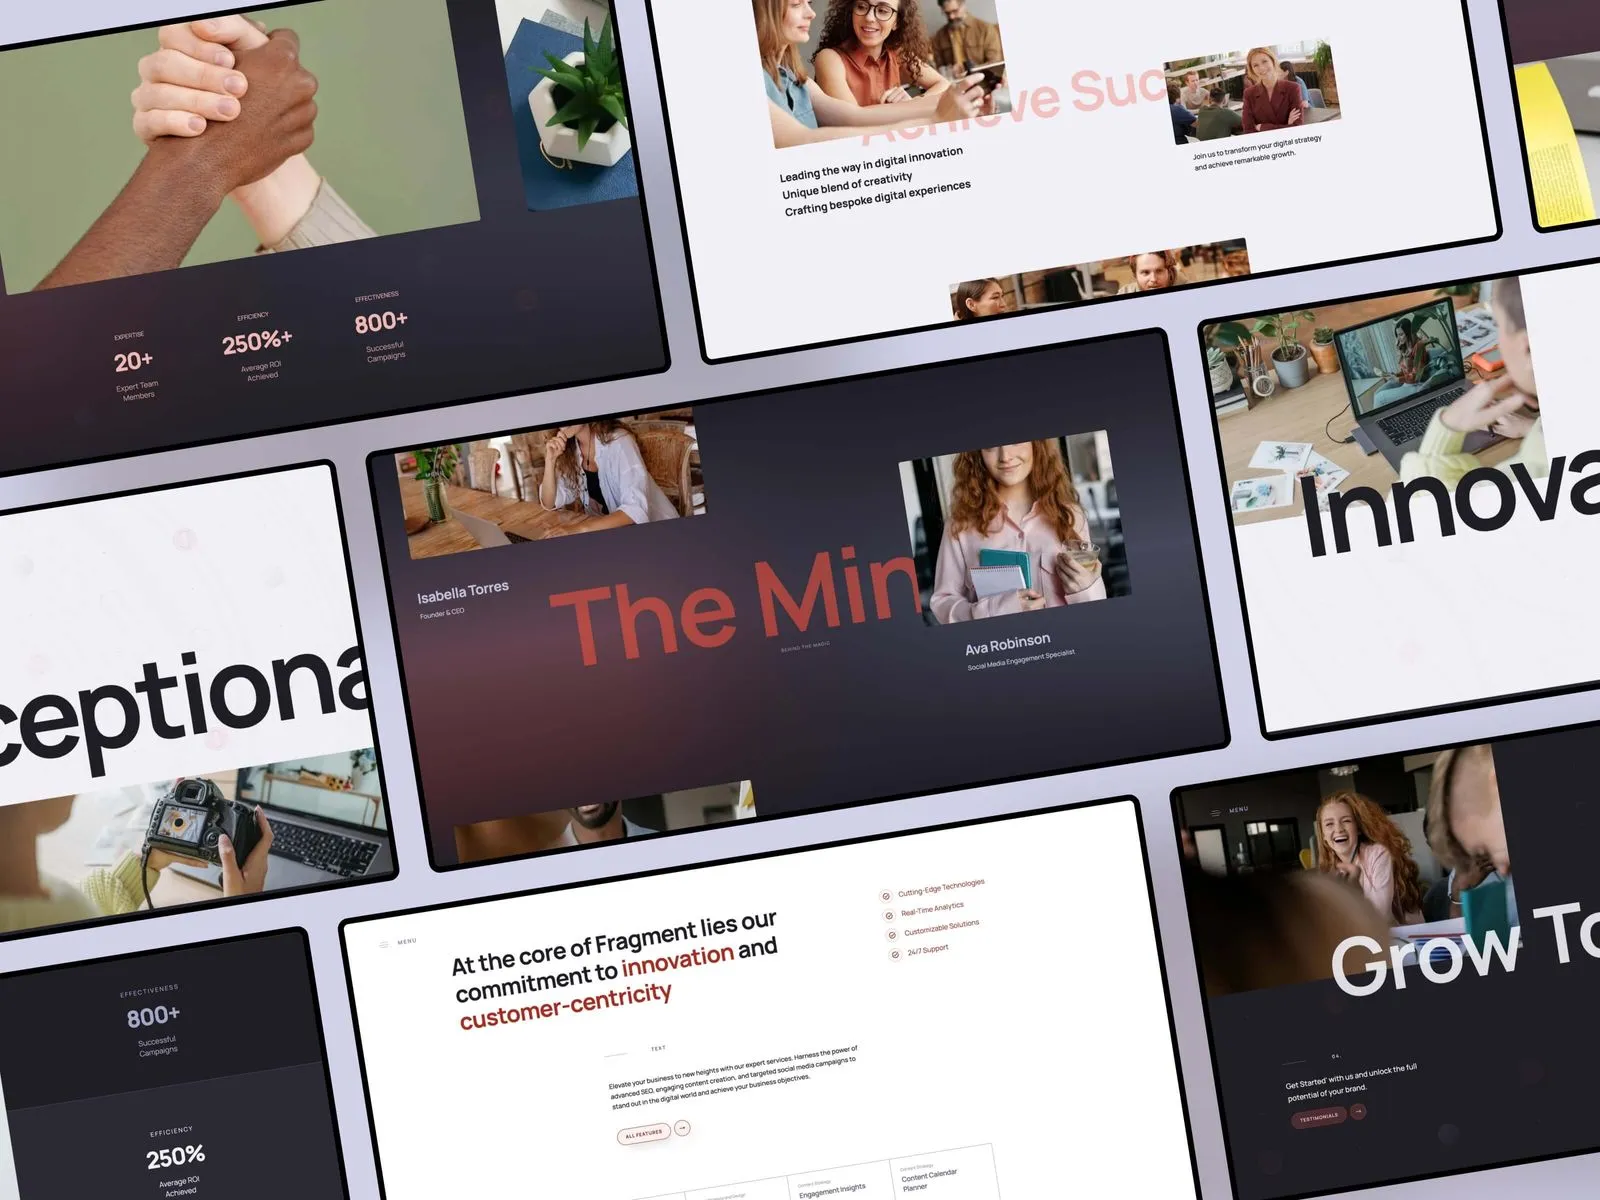 EXPERTISE
20+
Expert Team
Members
EFFICIENCY
250%+
Average ROI
Achieved
EFFECTIVENESS
800+
Successful
Campaigns
Achieve Suc
Leading the way in digital innovation
Unique blend of creativity
Crafting bespoke digital experiences
Join us to transform your digital strategy
and achieve remarkable growth.
ceptiona
MENU
Isabella Torres
Founder & CEO
The Min
BEHIND THE MAGIC
Ava Robinson
Social Media Engagement Specialist
Innova
EFFECTIVENESS
800+
Successful
Campaigns
EFFICIENCY
250%
Average ROI
Achieved
MENU
At the core of Fragment lies our
commitment to innovation and
customer-centricity
Cutting-Edge Technologies
Real-Time Analytics
Customizable Solutions
24/7 Support
TEXT
Elevate your business to new heights with our expert services. Harness the power of
advanced SEO, engaging content creation, and targeted social media campaigns to
stand out in the digital world and achieve your business objectives.
ALL FEATURES
Content Strategy
Engagement Insights
Content Strategy
Content Calendar
Planner
MENU
Grow To
04.
Get Started' with us and unlock the full
potential of your brand.
TESTIMONIALS